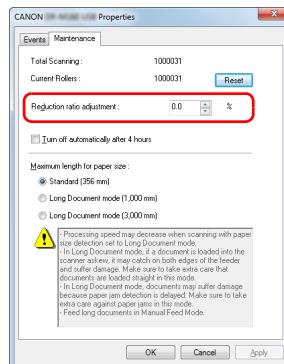 CANON Properties
Events Maintenance
Total Scanning : 1000031
Current Rollers : 1000031 Reset
Reduction ratio adjustment : 0.0 %
Turn off automatically after 4 hours
Maximum length for paper size :
Standard (356 mm)
Long Document mode (1,000 mm)
Long Document mode (3,000 mm)
- Processing speed may decrease when scanning with paper
size detection set to Long Document mode.
- In Long Document mode, if a document is loaded into the
scanner askew, it may catch on both edges of the feeder
and suffer damage. Make sure to take extra care that
documents are loaded straight in this mode.
- In Long Document mode, documents may suffer damage
because paper jam detection is delayed. Make sure to take
extra care against paper jams in this mode.
- Feed long documents in Manual Feed Mode.
OK Cancel Apply